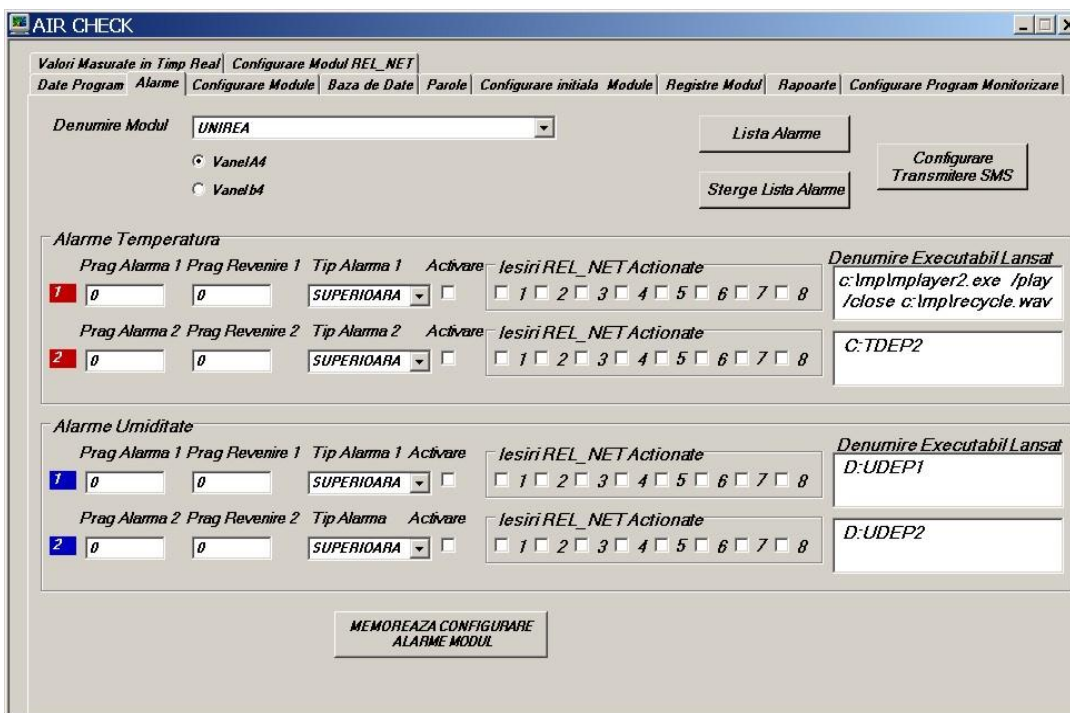 AIR CHECK
Valori Masurate in Timp Real Configurare Modul REL_NET
Date Program Alarme Configurare Module Baza de Date Parole Configurare initiala Module Registre Modul Rapoarte Configurare Program Monitorizare
Denumire Modul UNIREA
VanelA4
Vanelb4
Lista Alarme
Sterge Lista Alarme
Configurare
Transmitere SMS
Alarme Temperatura
Prag Alarma 1 Prag Revenire 1 Tip Alarma 1 Activare Iesiri REL_NET Actionate Denumire Executabil Lansat
1 0 0 SUPERIOARA 1 2 3 4 5 6 7 8
c:\mp\mplayer2.exe /play
/close c:\mp\recycle.wav
Prag Alarma 2 Prag Revenire 2 Tip Alarma 2 Iesiri REL_NET Actionate
2 0 0 SUPERIOARA 1 2 3 4 5 6 7 8 C:TDEP2
Alarme Umiditate
Prag Alarma 1 Prag Revenire 1 Tip Alarma 1 Activare Iesiri REL_NET Actionate Denumire Executabil Lansat
1 0 0 SUPERIOARA 1 2 3 4 5 6 7 8 D:UDEP1
Prag Alarma 2 Prag Revenire 2 Tip Alarma Activare Iesiri REL_NET Actionate
2 0 0 SUPERIOARA 1 2 3 4 5 6 7 8 D:UDEP2
MEMOREAZA CONFIGURARE
ALARME MODUL